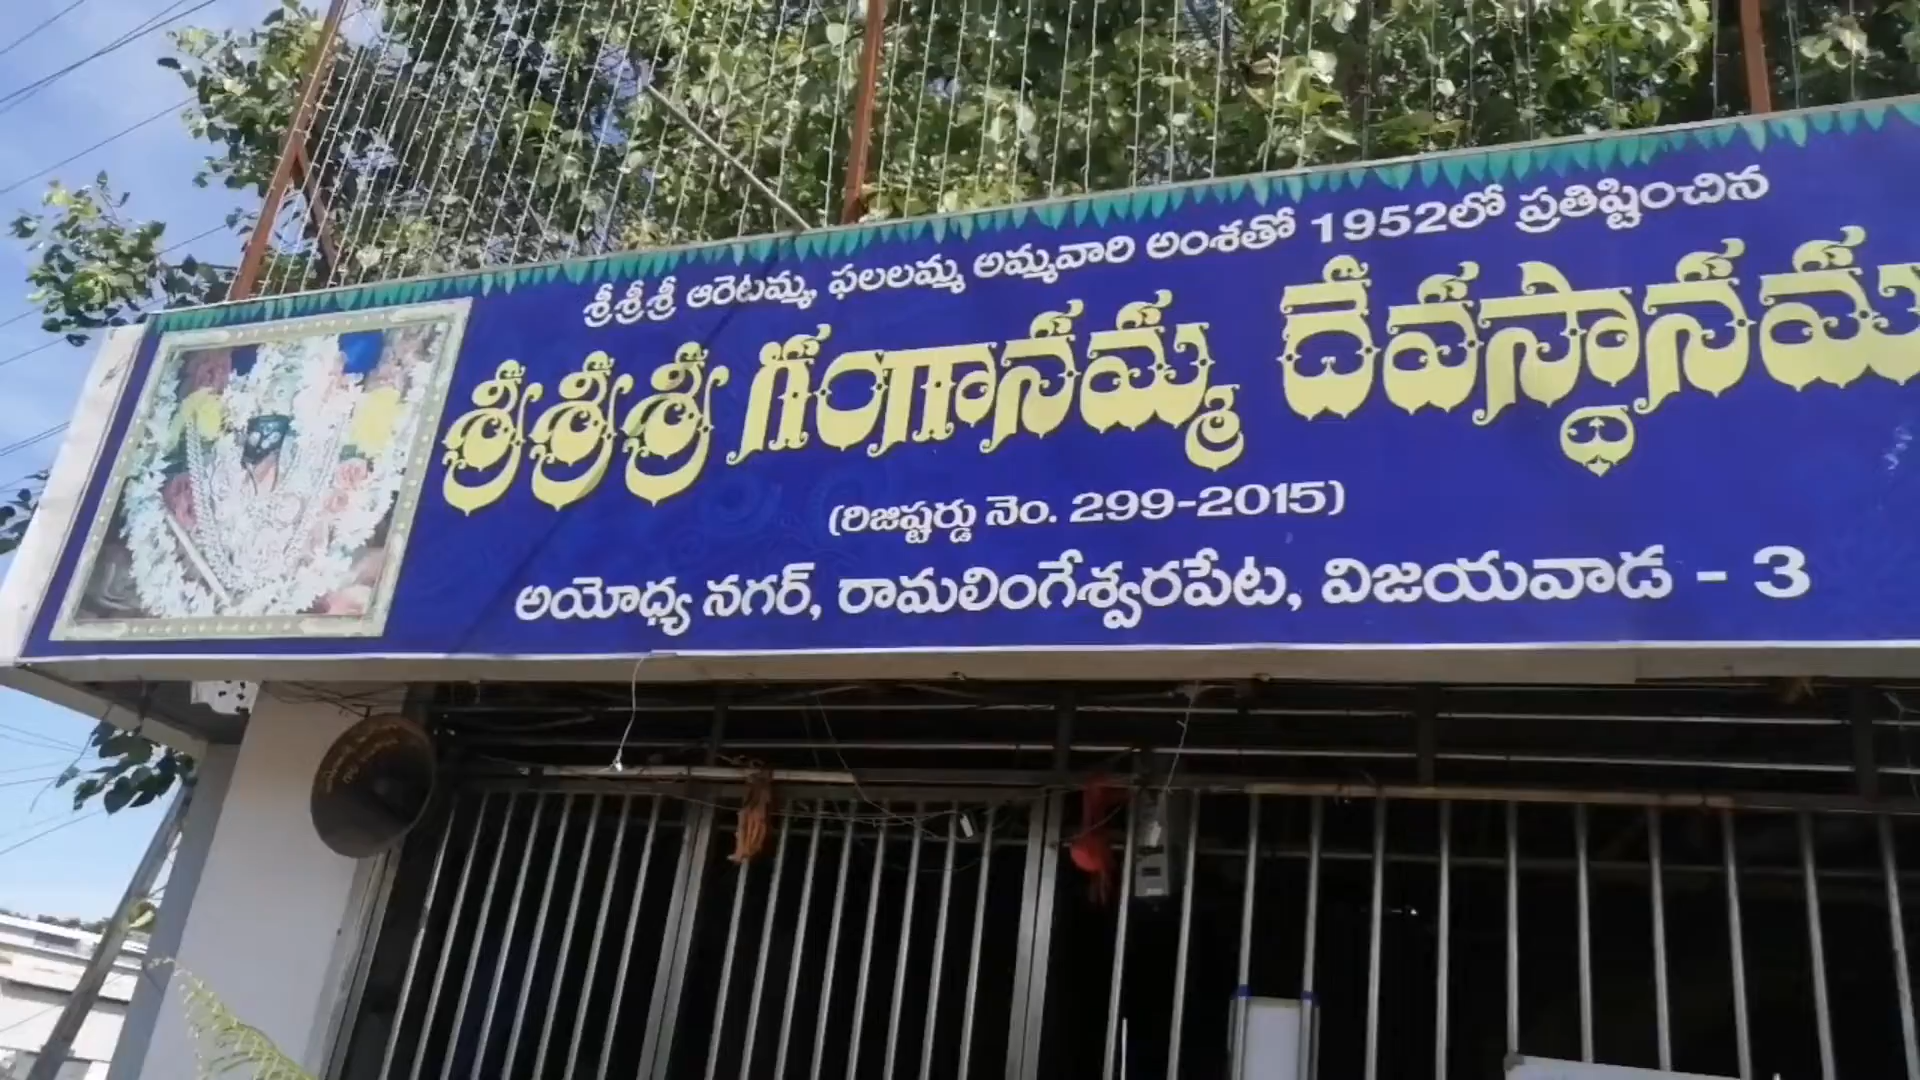 శ్రీశ్రీశ్రీ ఆరెటమ్మ, ఫలలమ్మ అమ్మవారి అంశతో 1952లో ప్రతిష్టించిన
శ్రీశ్రీశ్రీ గంగానమ్మ దేవస్థానము
(రిజిష్టర్డు నెం. 299-2015)
అయోధ్య నగర్, రామలింగేశ్వరపేట, విజయవాడ - 3